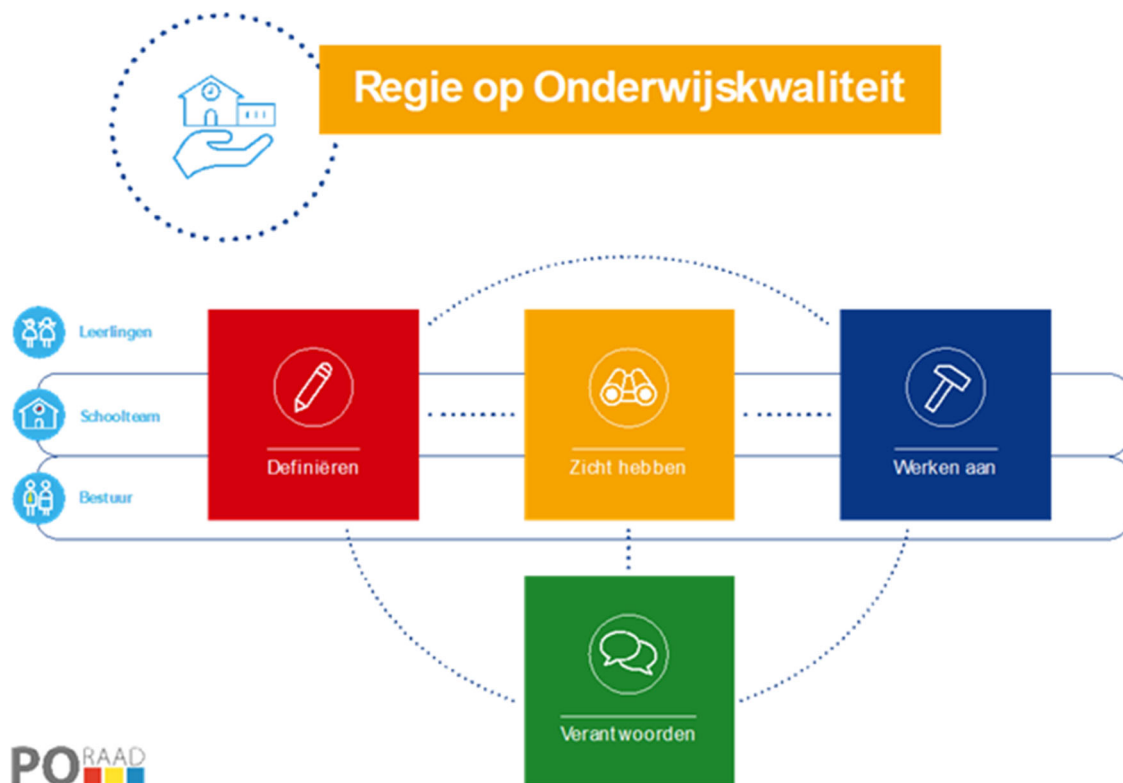 Regie op Onderwijskwaliteit
Leerlingen
Schoolteam
Bestuur
Definiëren
Zicht hebben
Werken aan
Verantwoorden
PO RAAD